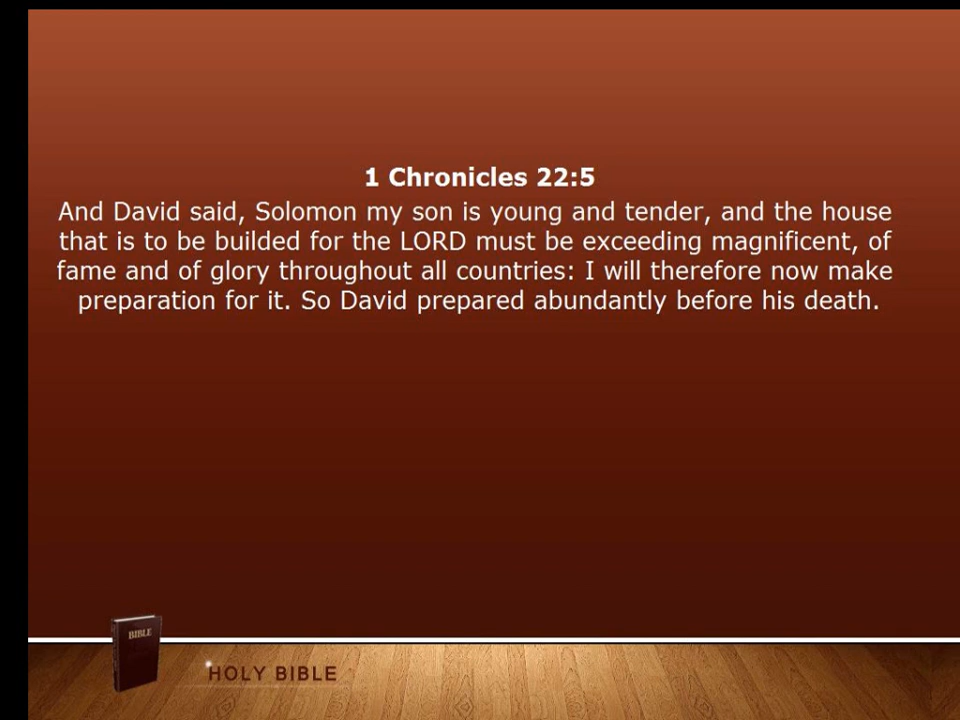 1 Chronicles 22:5
And David said, Solomon my son is young and tender, and the house
that is to be builded for the LORD must be exceeding magnificent, of
fame and of glory throughout all countries: I will therefore now make
preparation for it. So David prepared abundantly before his death.
BIBLE
HOLY BIBLE